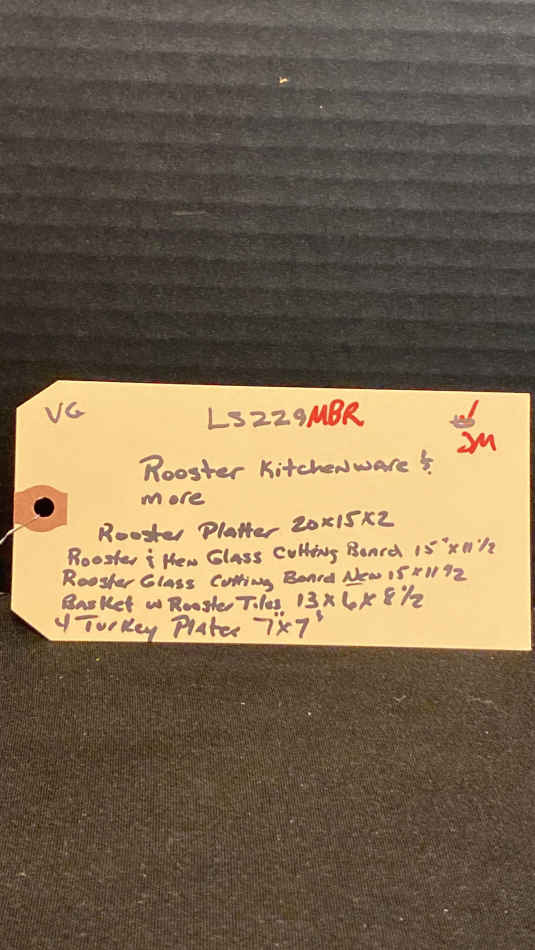 VG LS229MBR JM
Rooster Kitchenware &
more
Rooster Platter 20x15x2
Rooster & Hen Glass Cutting Board 15"x11 1/2
Rooster Glass Cutting Board New 15x11 1/2
Basket w Rooster Tiles 13x6x8 1/2
4 Turkey Plates 7"x7"